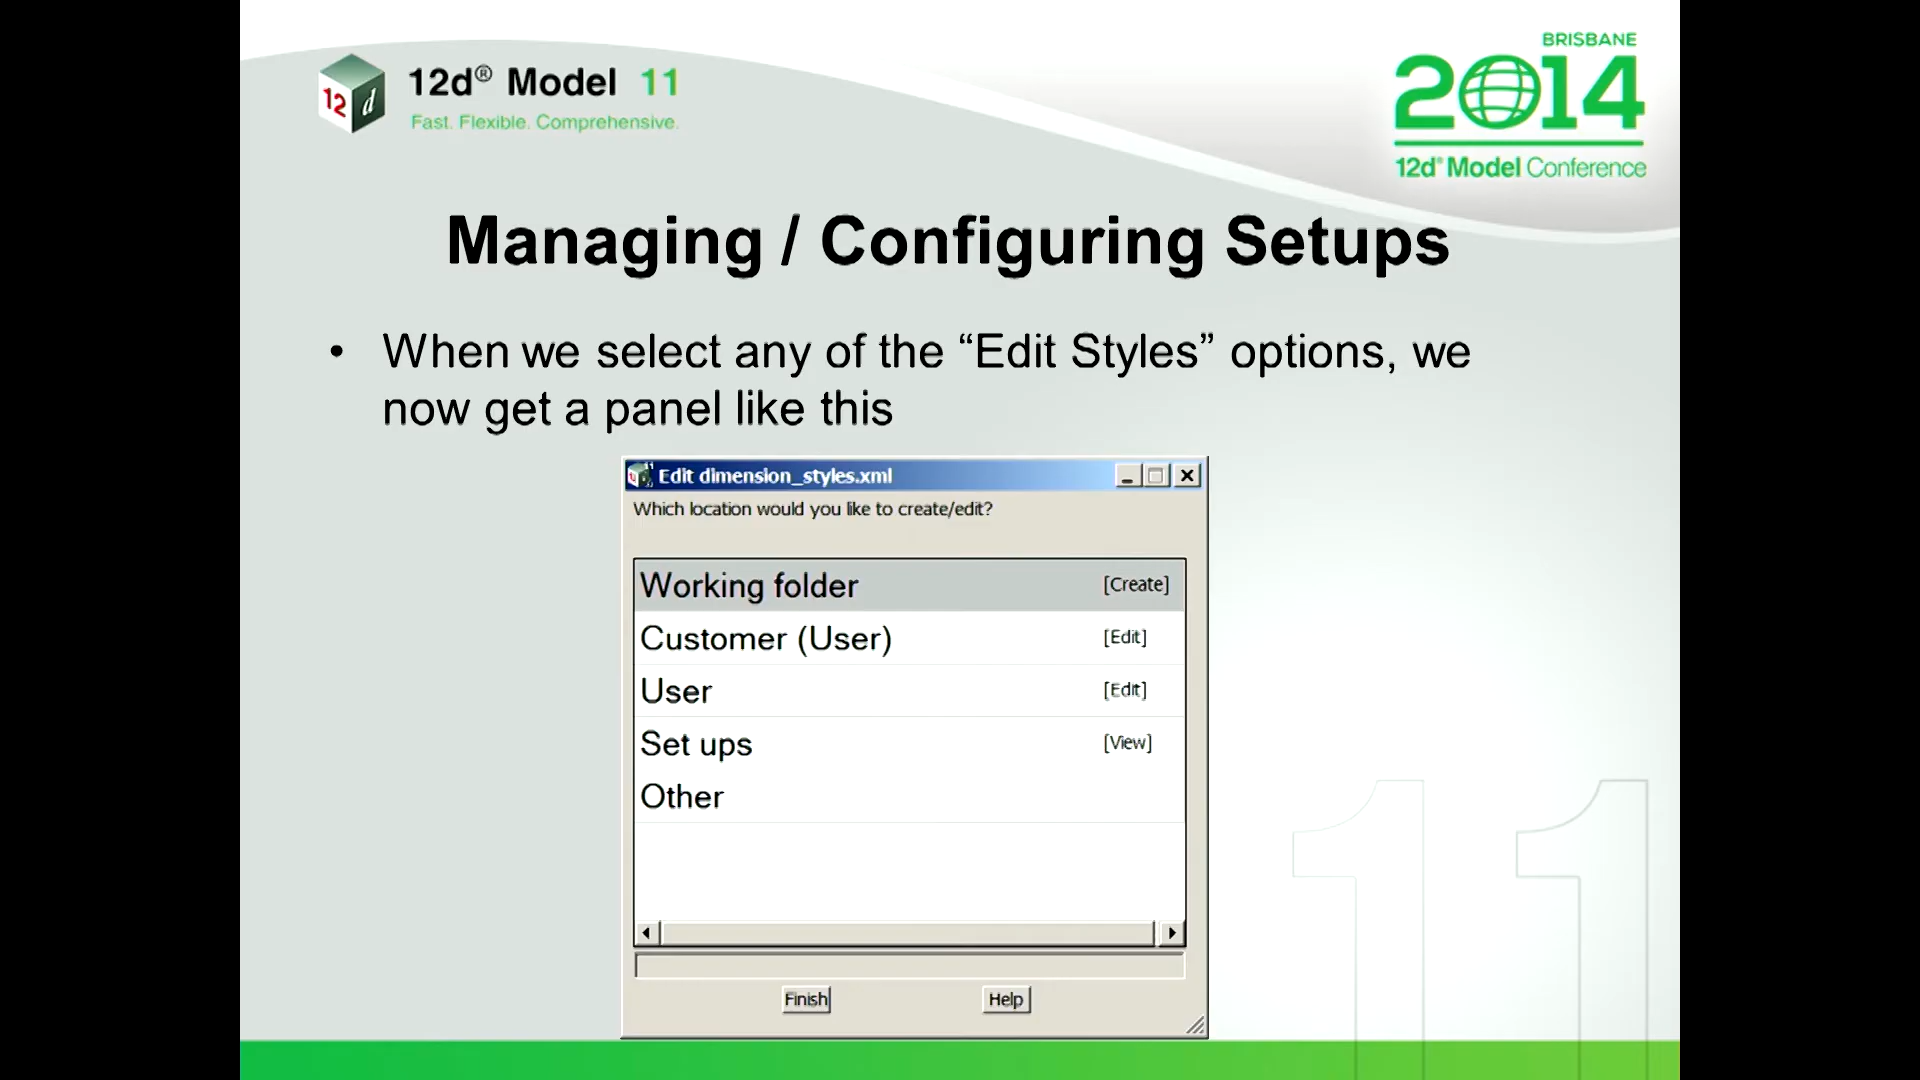 12 d
12d® Model 11
Fast. Flexible. Comprehensive.
BRISBANE
2014
12d® Model Conference
Managing / Configuring Setups
• When we select any of the “Edit Styles” options, we
now get a panel like this
Edit dimension_styles.xml
Which location would you like to create/edit?
Working folder [Create]
Customer (User) [Edit]
User [Edit]
Set ups [View]
Other
Finish Help
11